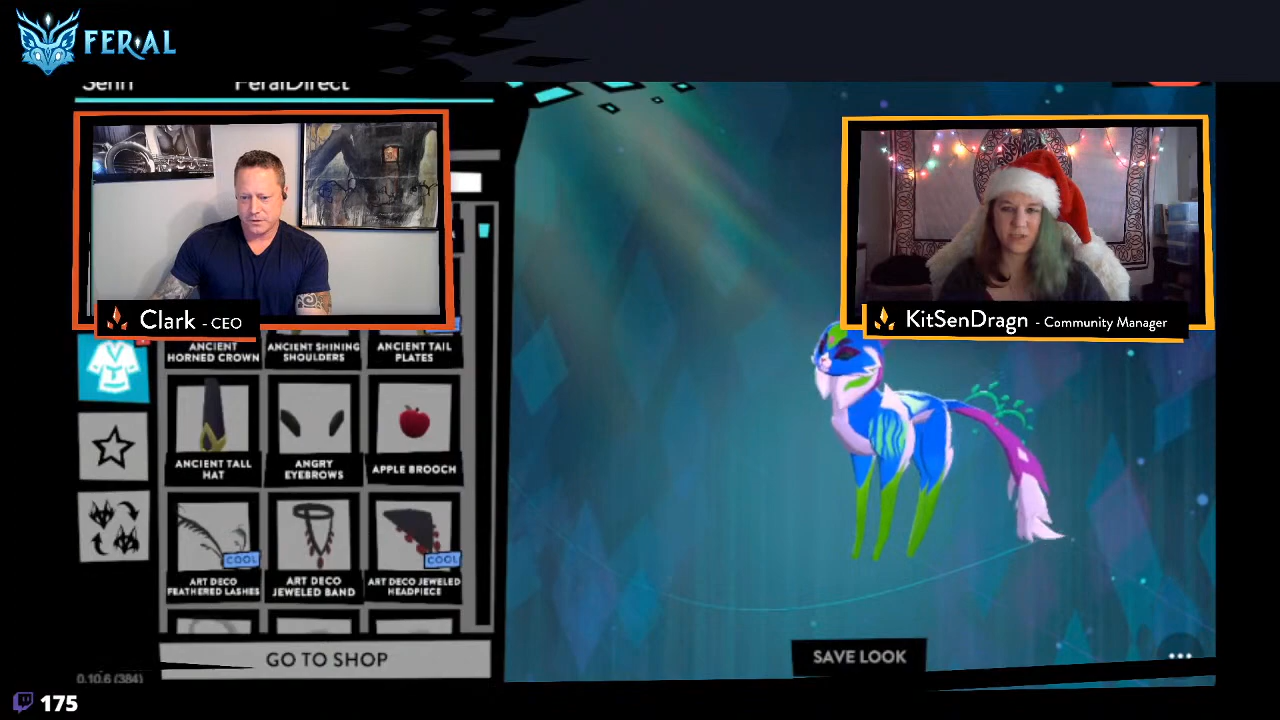 FERAL
Senri FeralDirect
Clark - CEO
KitSenDragn - Community Manager
ANCIENT
HORNED CROWN
ANCIENT SHINING
SHOULDERS
ANCIENT TAIL
PLATES
ANCIENT TALL
HAT
ANGRY
EYEBROWS
APPLE BROOCH
COOL
COOL
ART DECO
FEATHERED LASHES
ART DECO
JEWELED BAND
ART DECO JEWELED
HEADPIECE
GO TO SHOP
SAVE LOOK
0.10.6 (384)
175